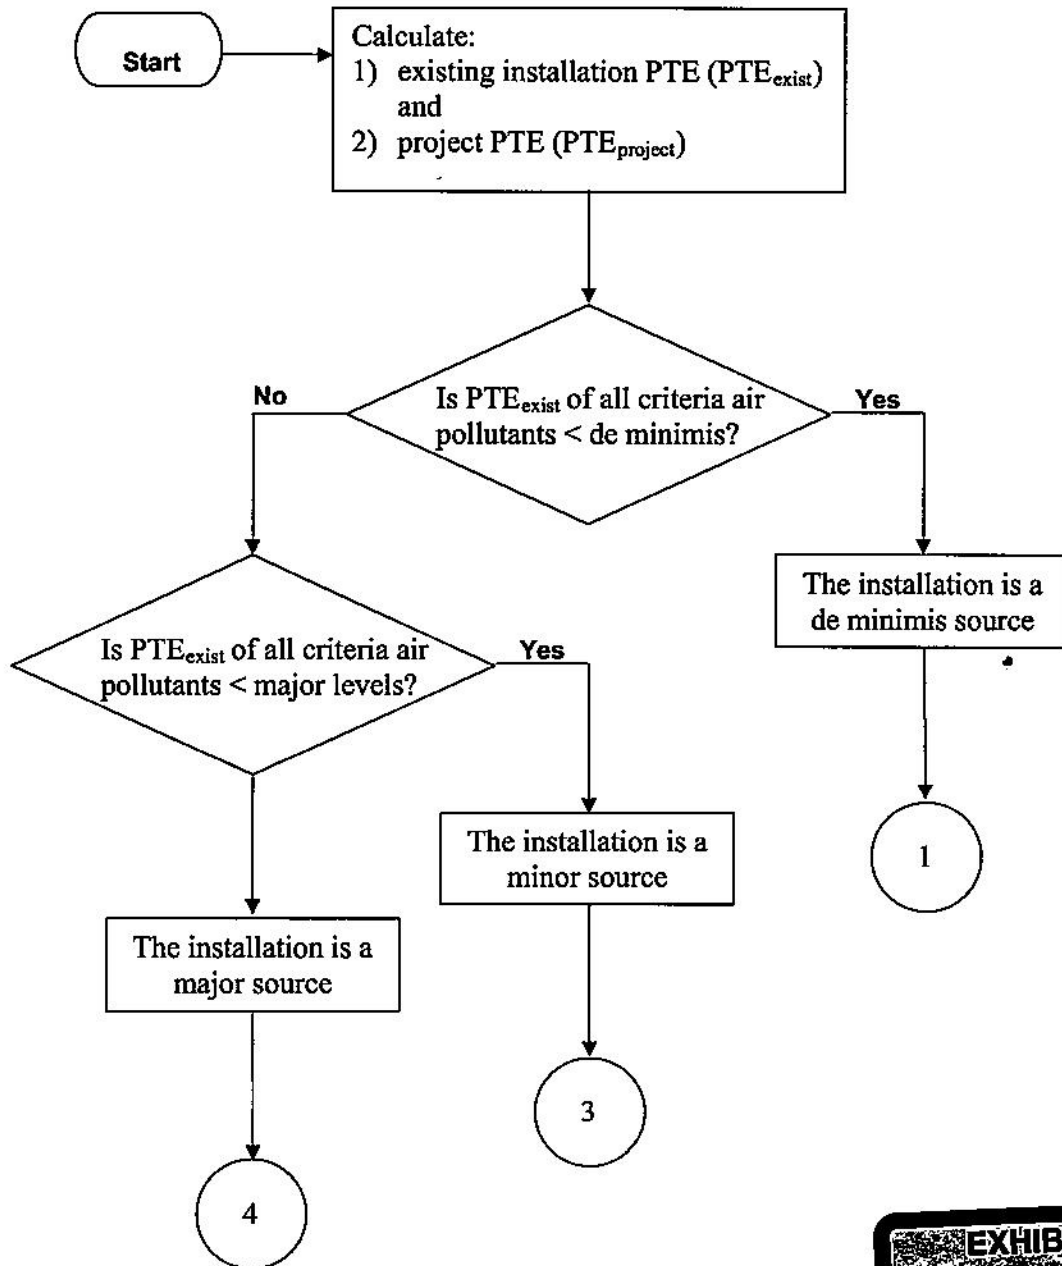 Start
Calculate:
1) existing installation PTE (PTEexist)
and
2) project PTE (PTEproject)
Is PTEexist of all criteria air
pollutants < de minimis?
No
Yes
The installation is a
de minimis source
Is PTEexist of all criteria air
pollutants < major levels?
Yes
The installation is a
minor source
1
The installation is a
major source
3
4
EXHIB